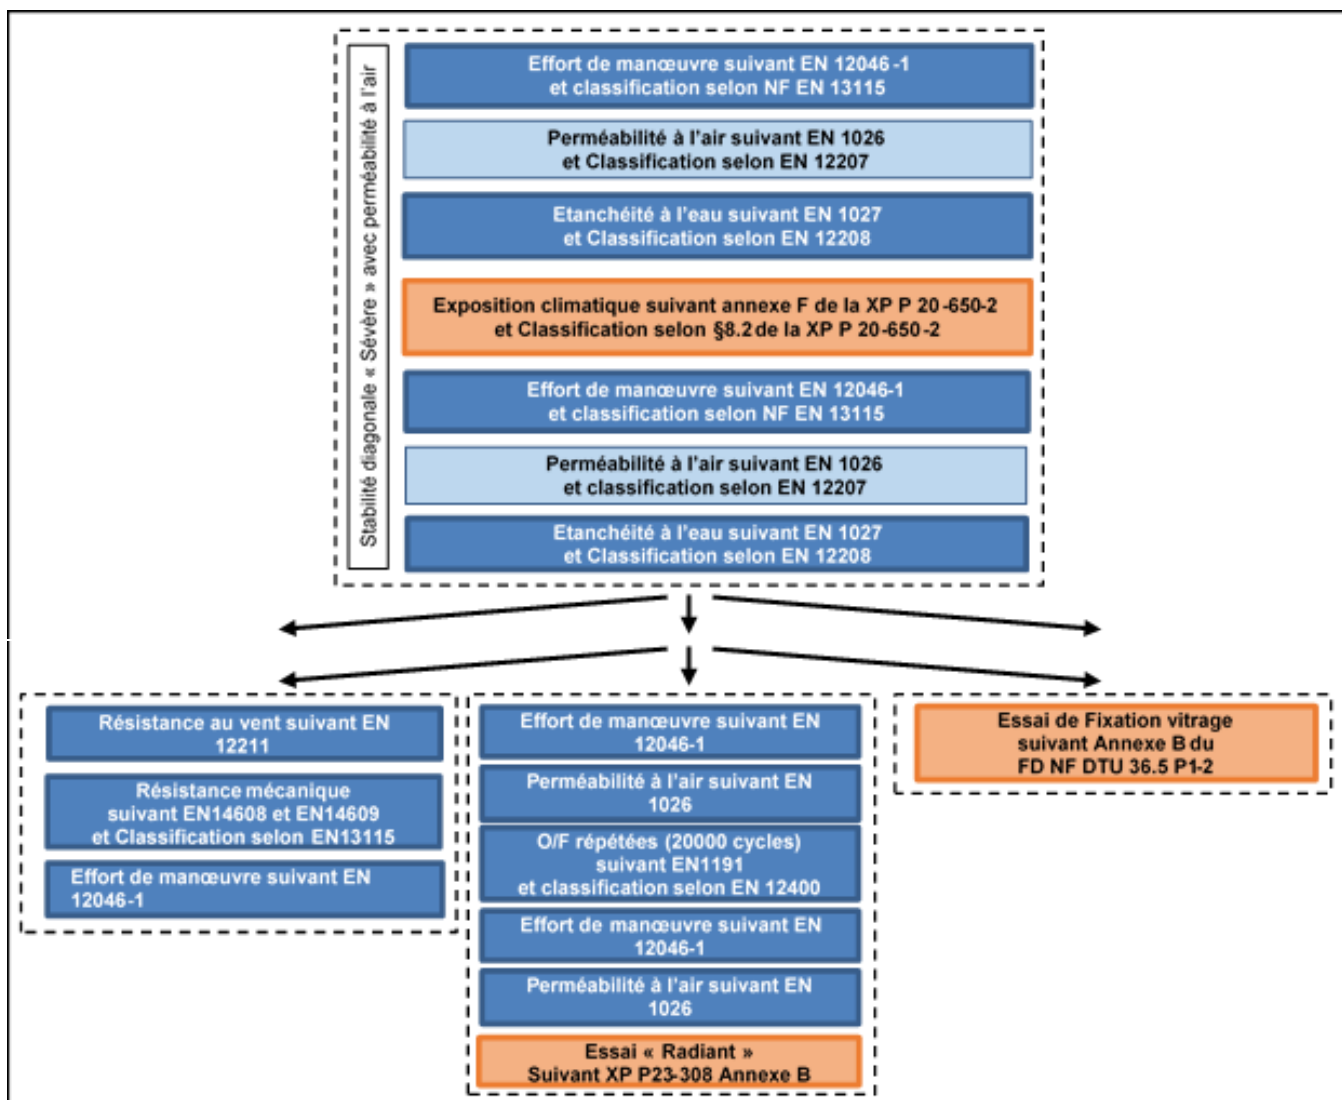 Stabilité diagonale « Sévère » avec perméabilité à l'air
Effort de manœuvre suivant EN 12046 -1
et classification selon NF EN 13115
Perméabilité à l'air suivant EN 1026
et Classification selon EN 12207
Etanchéité à l'eau suivant EN 1027
et Classification selon EN 12208
Exposition climatique suivant annexe F de la XP P 20 -650-2
et Classification selon §8.2 de la XP P 20-650 -2
Effort de manœuvre suivant EN 12046-1
et classification selon NF EN 13115
Perméabilité à l'air suivant EN 1026
et classification selon EN 12207
Etanchéité à l'eau suivant EN 1027
et Classification selon EN 12208
Résistance au vent suivant EN
12211
Résistance mécanique
suivant EN14608 et EN14609
et Classification selon EN13115
Effort de manœuvre suivant EN
12046-1
Effort de manœuvre suivant EN
12046-1
Perméabilité à l'air suivant EN
1026
O/F répétées (20000 cycles)
suivant EN1191
et classification selon EN 12400
Effort de manœuvre suivant EN
12046-1
Perméabilité à l'air suivant EN
1026
Essai « Radiant »
Suivant XP P23-308 Annexe B
Essai de Fixation vitrage
suivant Annexe B du
FD NF DTU 36.5 P1-2